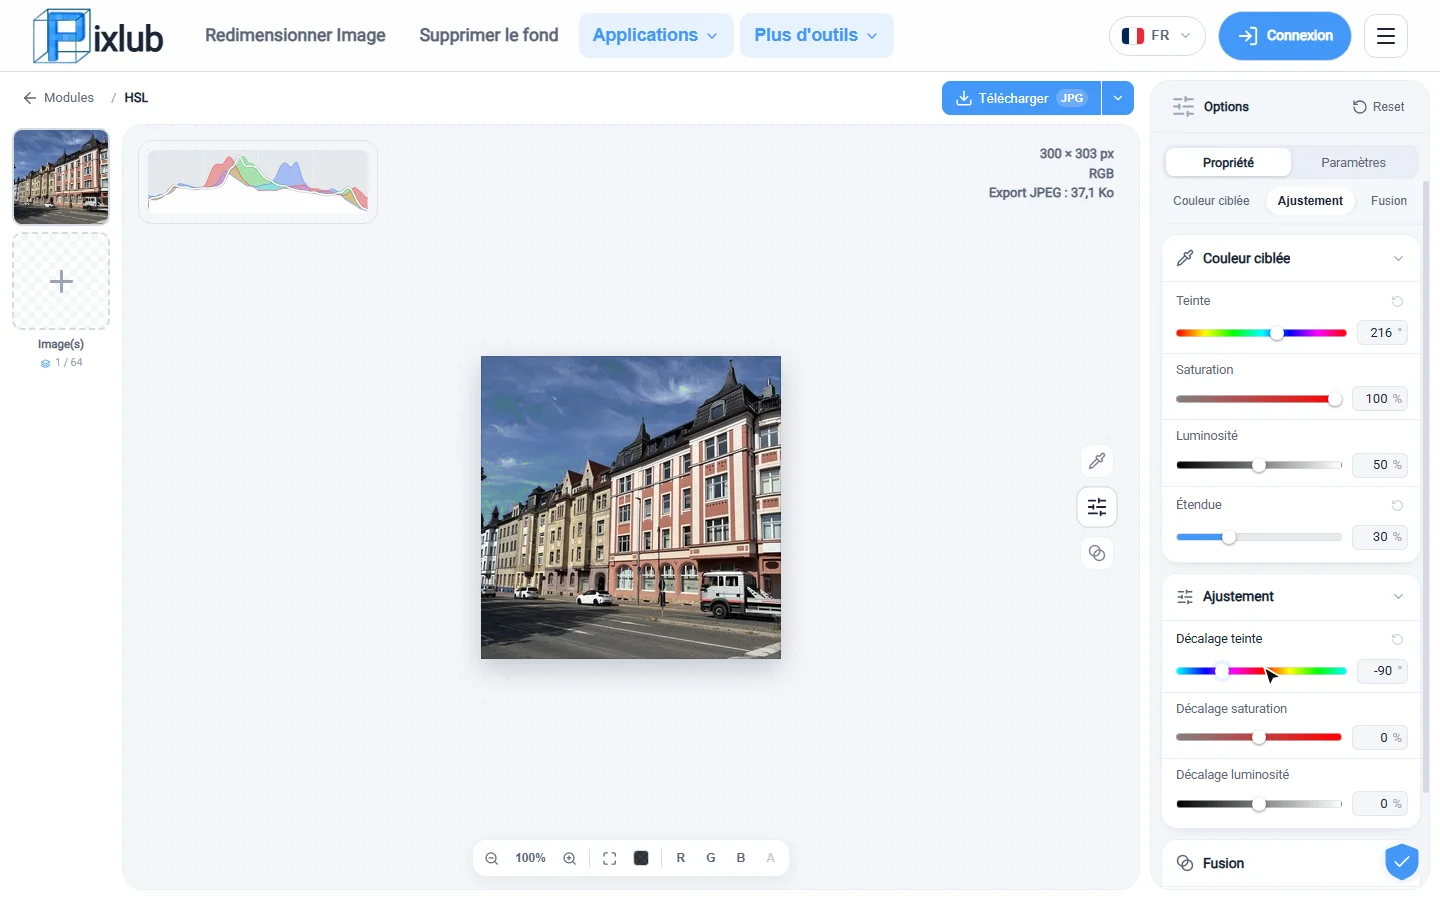 Pixlub
Redimensionner Image
Supprimer le fond
Applications
Plus d'outils
FR
Connexion
Modules / HSL
Télécharger JPG
Options
Reset
300 × 303 px
RGB
Export JPEG : 37,1 Ko
Propriété
Paramètres
Couleur ciblée
Ajustement
Fusion
Couleur ciblée
Teinte
216 °
Saturation
100 %
Luminosité
50 %
Étendue
30 %
Image(s)
1 / 64
Ajustement
Décalage teinte
-90 °
Décalage saturation
0 %
Décalage luminosité
0 %
Fusion
100%
R G B A